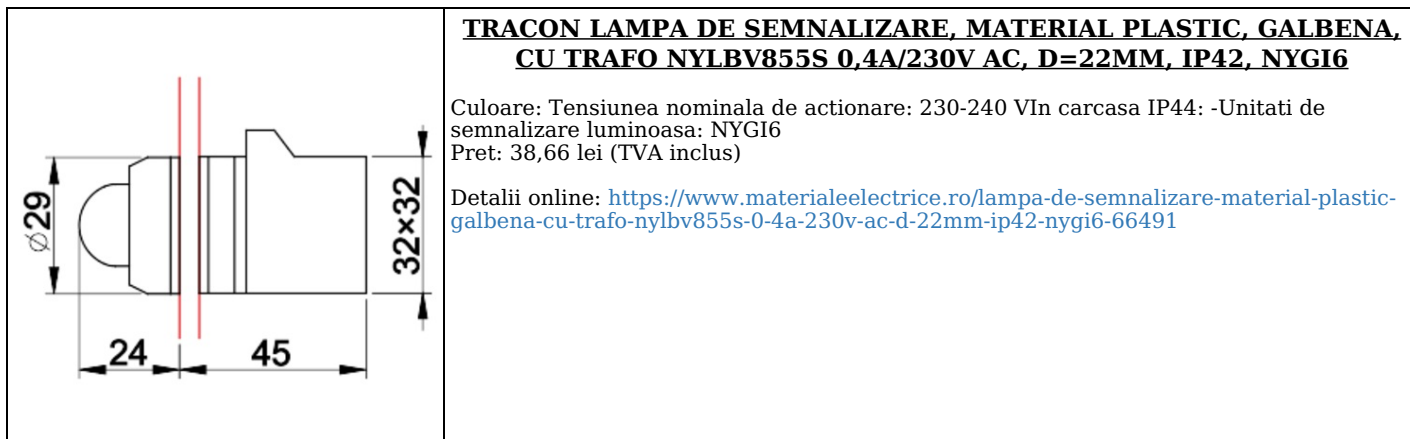 TRACON LAMPA DE SEMNALIZARE, MATERIAL PLASTIC, GALBENA,
CU TRAFO NYLBV855S 0,4A/230V AC, D=22MM, IP42, NYGI6
Culoare: Tensiunea nominala de actionare: 230-240 VIn carcasa IP44: -Unitati de
semnalizare luminoasa: NYGI6
Pret: 38,66 lei (TVA inclus)
Detalii online: https://www.materialeelectrice.ro/lampa-de-semnalizare-material-plastic-
galbena-cu-trafo-nylbv855s-0-4a-230v-ac-d-22mm-ip42-nygi6-66491
⌀29
32×32
24
45